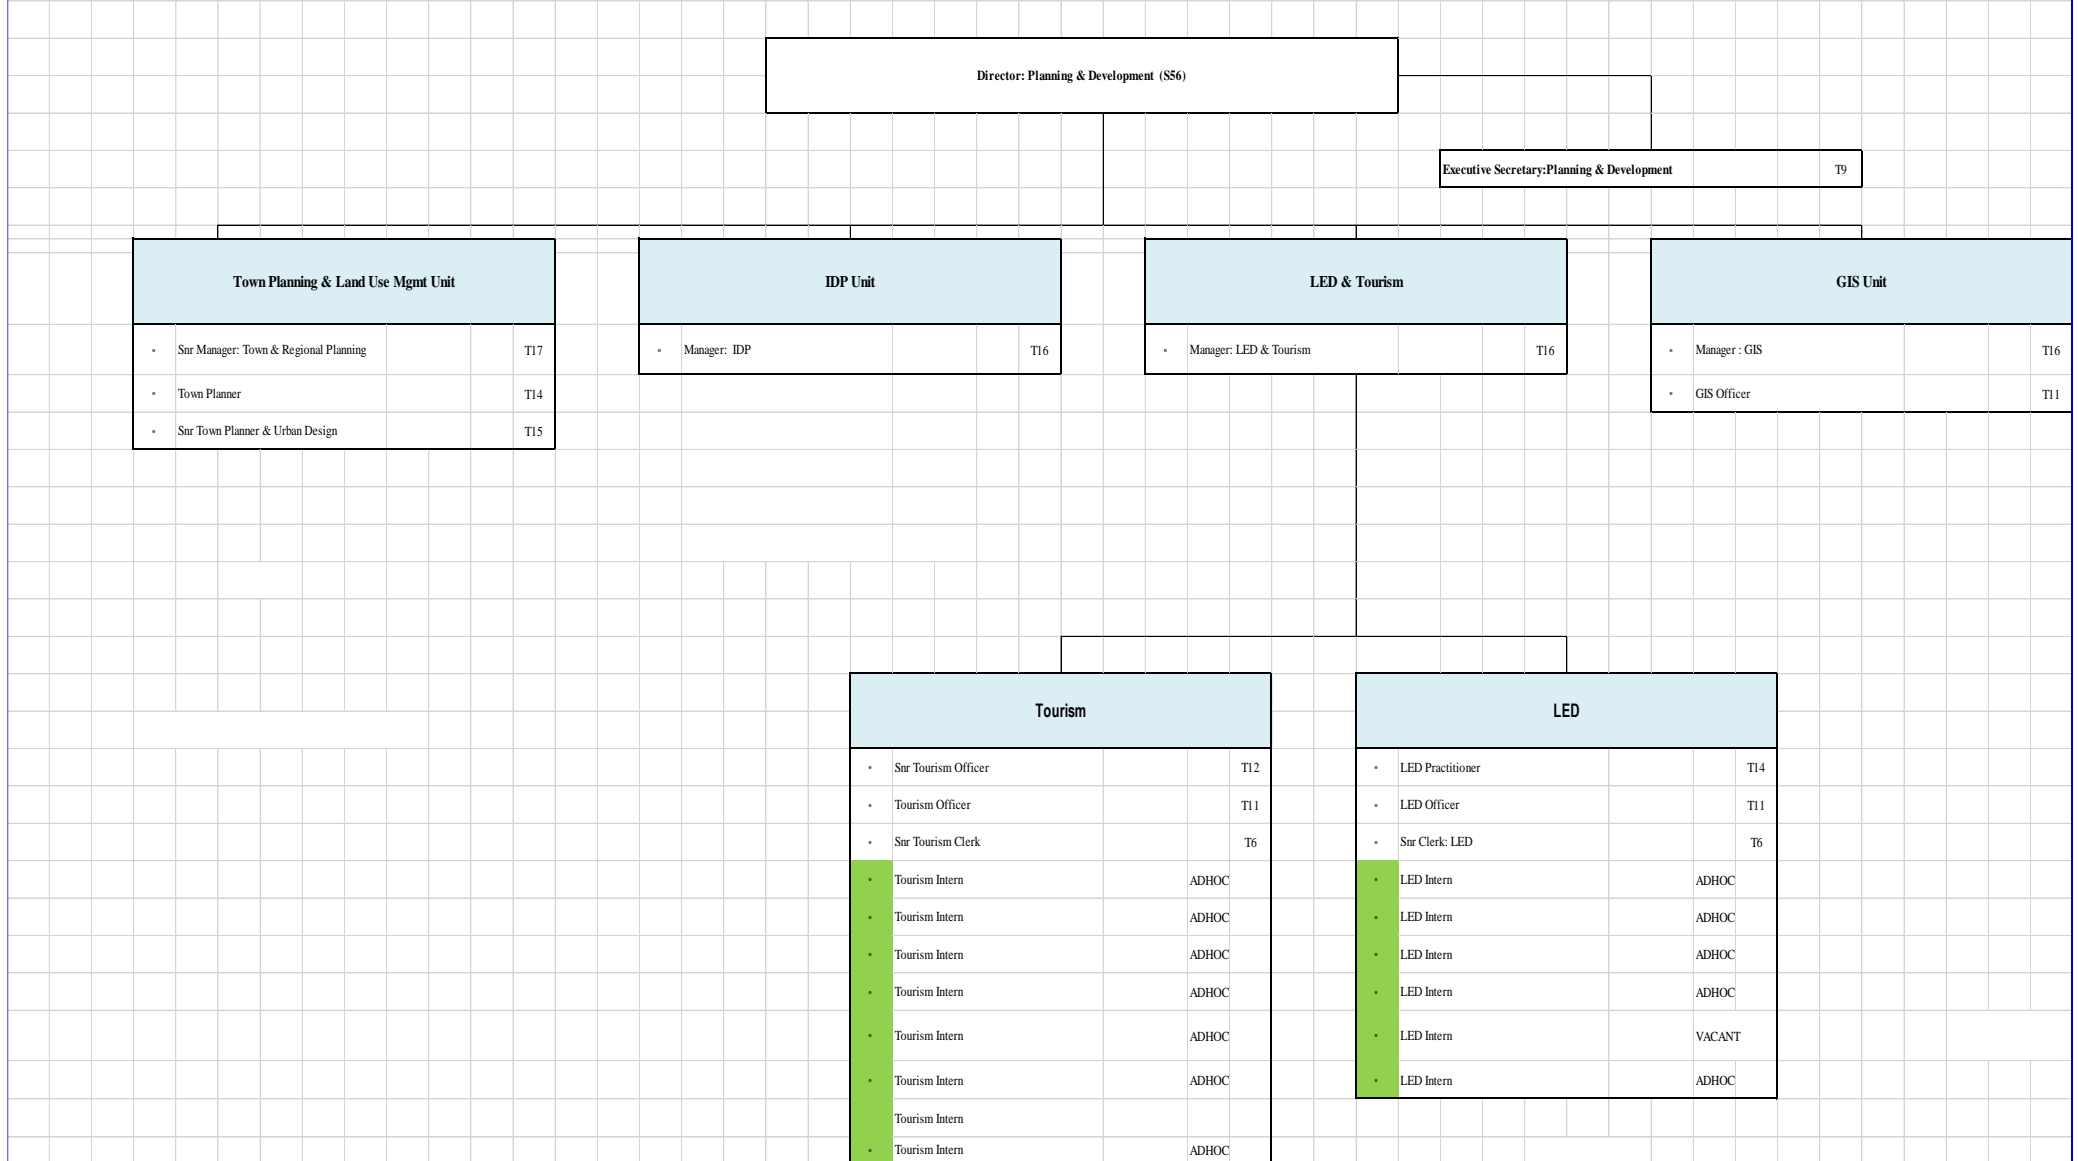 Director: Planning & Development (S56)
Executive Secretary:Planning & Development T9
Town Planning & Land Use Mgmt Unit
• Snr Manager: Town & Regional Planning T17
• Town Planner T14
• Snr Town Planner & Urban Design T15
IDP Unit
• Manager: IDP T16
LED & Tourism
• Manager: LED & Tourism T16
GIS Unit
• Manager : GIS T16
• GIS Officer T11
Tourism
• Snr Tourism Officer T12
• Tourism Officer T11
• Snr Tourism Clerk T6
• Tourism Intern ADHOC
• Tourism Intern ADHOC
• Tourism Intern ADHOC
• Tourism Intern ADHOC
• Tourism Intern ADHOC
• Tourism Intern ADHOC
Tourism Intern
• Tourism Intern ADHOC
LED
• LED Practitioner T14
• LED Officer T11
• Snr Clerk: LED T6
• LED Intern ADHOC
• LED Intern ADHOC
• LED Intern ADHOC
• LED Intern ADHOC
• LED Intern VACANT
• LED Intern ADHOC